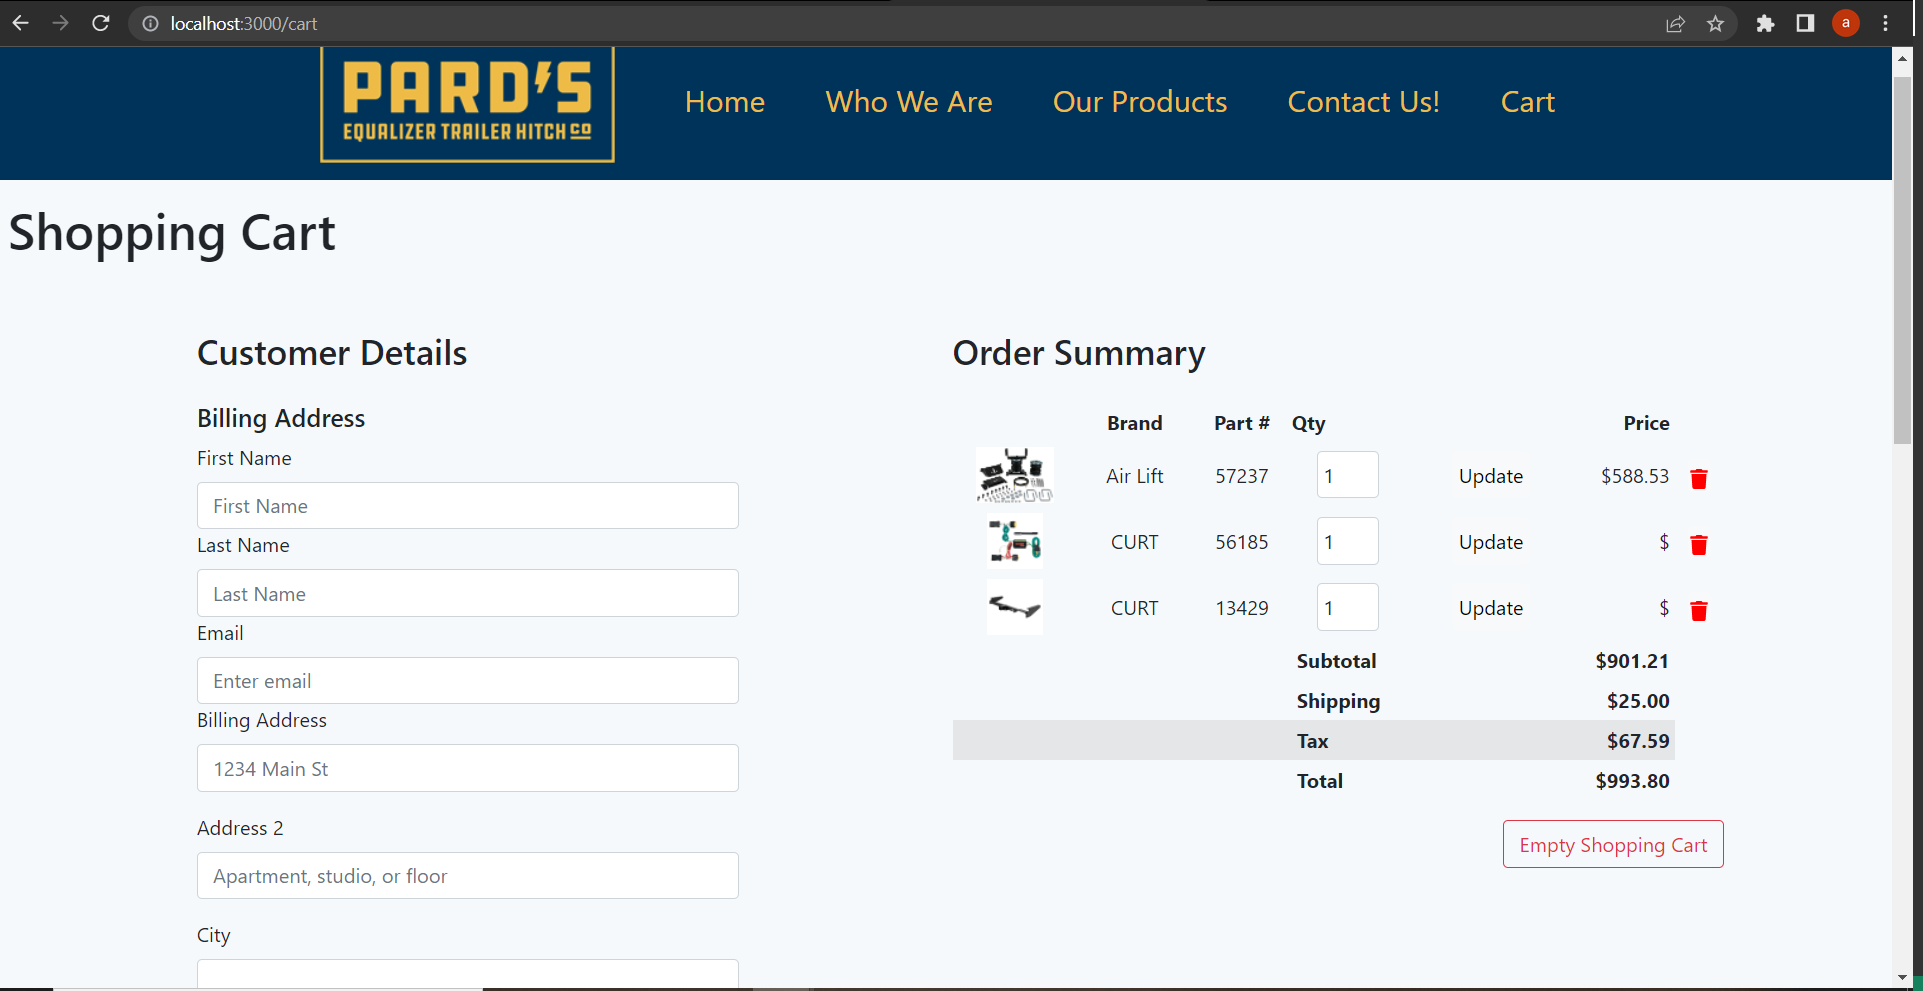 localhost:3000/cart
a
PARD'S
EQUALIZER TRAILER HITCH CO
Home
Who We Are
Our Products
Contact Us!
Cart
Shopping Cart
Customer Details
Billing Address
First Name
First Name
Last Name
Last Name
Email
Enter email
Billing Address
1234 Main St
Address 2
Apartment, studio, or floor
City
Order Summary
Brand Part # Qty Price
Air Lift 57237 1 Update $588.53
CURT 56185 1 Update $
CURT 13429 1 Update $
Subtotal $901.21
Shipping $25.00
Tax $67.59
Total $993.80
Empty Shopping Cart